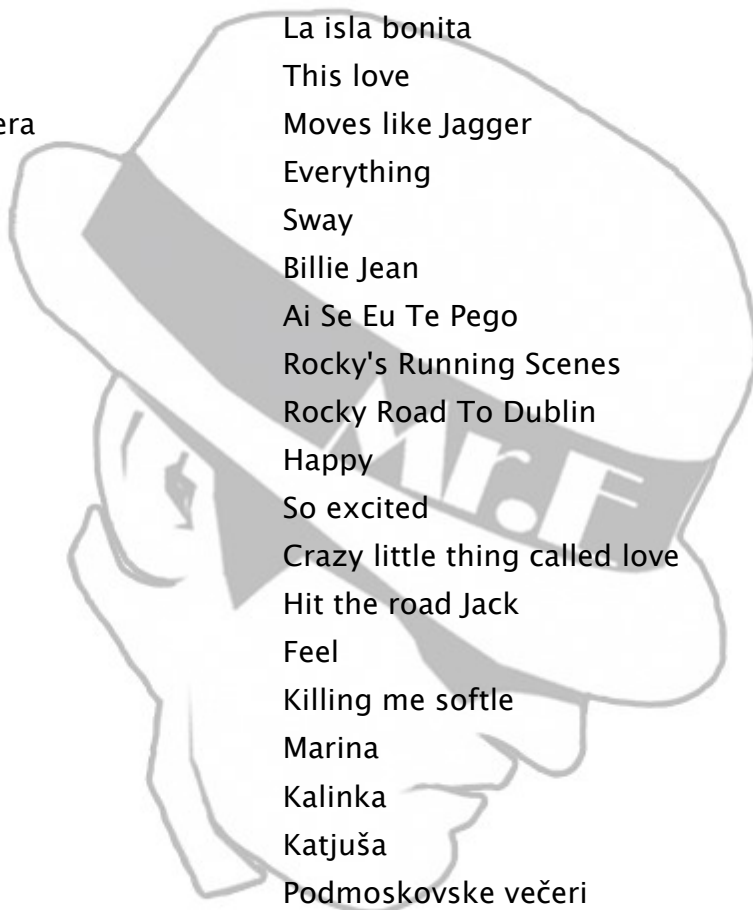 La isla bonita
This love
era
Moves like Jagger
Everything
Sway
Billie Jean
Ai Se Eu Te Pego
Rocky's Running Scenes
Rocky Road To Dublin
Happy
So excited
Crazy little thing called love
Hit the road Jack
Feel
Killing me softle
Marina
Kalinka
Katjuša
Podmoskovske večeri
Mr.F